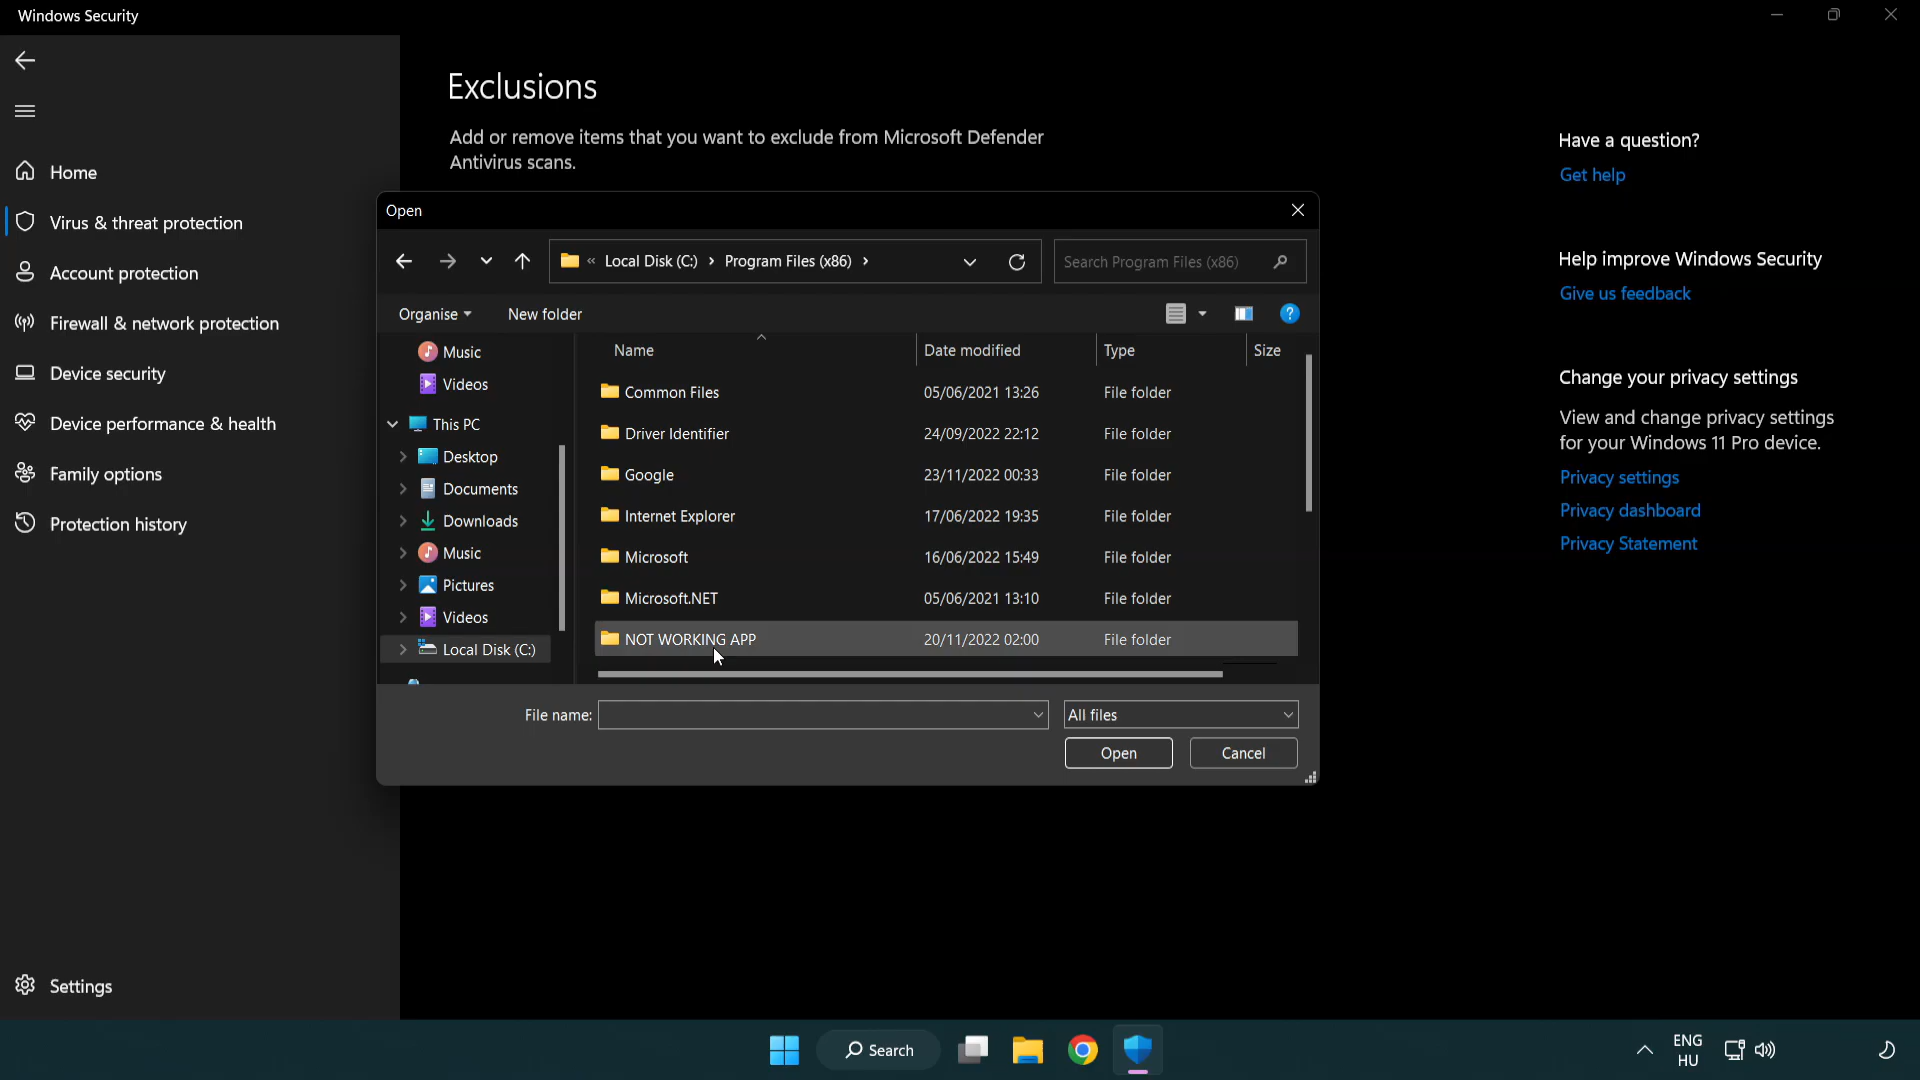 Windows Security
Exclusions
Add or remove items that you want to exclude from Microsoft Defender
Antivirus scans.
Home
Virus & threat protection
Account protection
Firewall & network protection
Device security
Device performance & health
Family options
Protection history
Settings
Open
« Local Disk (C:) › Program Files (x86) ›
Search Program Files (x86)
Organise
New folder
Music
Videos
This PC
Desktop
Documents
Downloads
Music
Pictures
Videos
Local Disk (C:)
Name Date modified Type Size
Common Files 05/06/2021 13:26 File folder
Driver Identifier 24/09/2022 22:12 File folder
Google 23/11/2022 00:33 File folder
Internet Explorer 17/06/2022 19:35 File folder
Microsoft 16/06/2022 15:49 File folder
Microsoft.NET 05/06/2021 13:10 File folder
NOT WORKING APP 20/11/2022 02:00 File folder
File name:
All files
Open
Cancel
Have a question?
Get help
Help improve Windows Security
Give us feedback
Change your privacy settings
View and change privacy settings
for your Windows 11 Pro device.
Privacy settings
Privacy dashboard
Privacy Statement
Search
ENG
HU